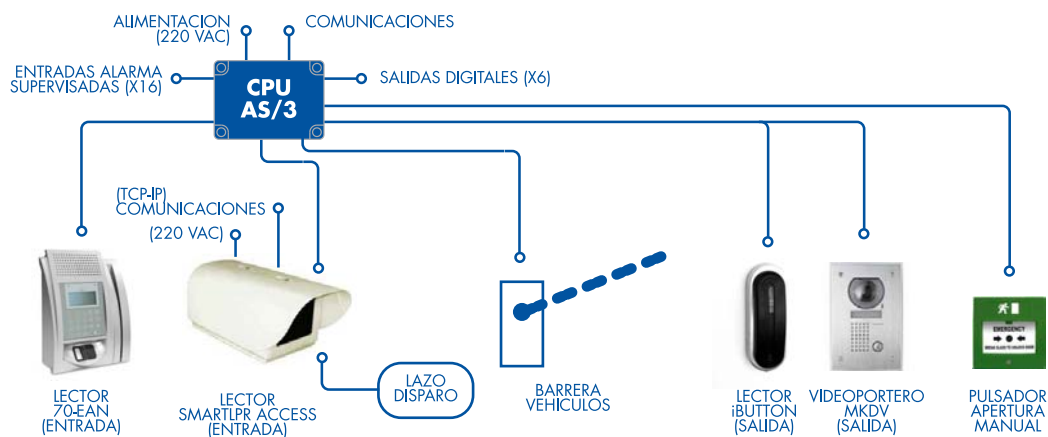 ALIMENTACION
(220 VAC)
COMUNICACIONES
ENTRADAS ALARMA
SUPERVISADAS (X16)
CPU
AS/3
SALIDAS DIGITALES (X6)
(TCP-IP)
COMUNICACIONES
(220 VAC)
LAZO
DISPARO
EMERGENCY
LECTOR
70-EAN
(ENTRADA)
LECTOR
SMARTLPR ACCESS
(ENTRADA)
BARRERA
VEHÍCULOS
LECTOR
iBUTTON
(SALIDA)
VIDEOPORTERO
MKDV
(SALIDA)
PULSADOR
APERTURA
MANUAL